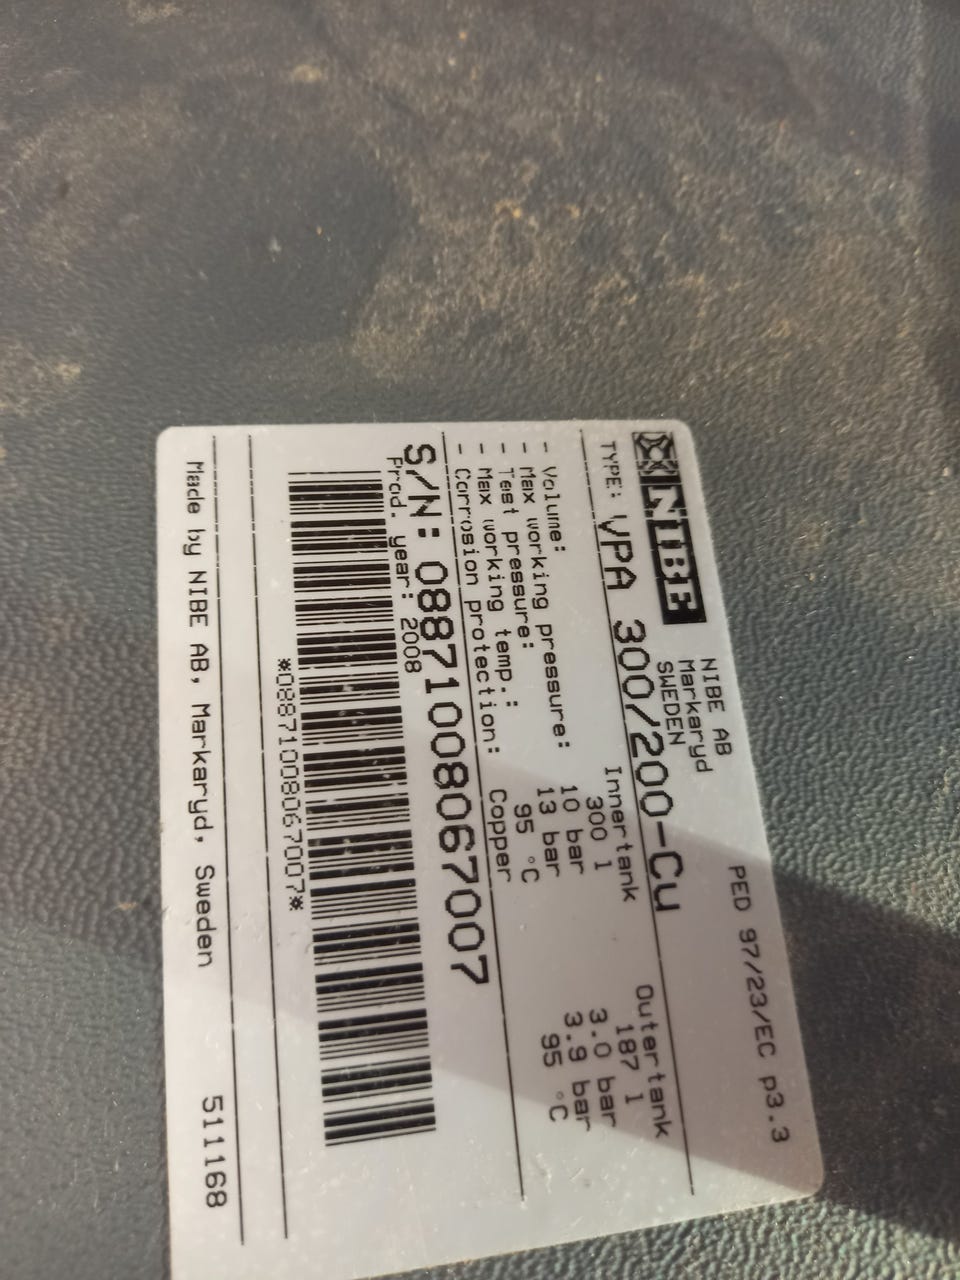 NIBE
NIBE AB
Markaryd
SWEDEN
PED 97/23/EC p3.3
TYPE: VPA 300/200-Cu
Innertank Outertank
- Volume: 300 l 187 l
- Max working pressure: 10 bar 3.0 bar
- Test pressure: 13 bar 3.9 bar
- Max working temp.: 95 °C 95 °C
- Corrosion protection: Copper
S/N: 08871008067007
Prod. year: 2008
*08871008067007*
Made by NIBE AB, Markaryd, Sweden 511168